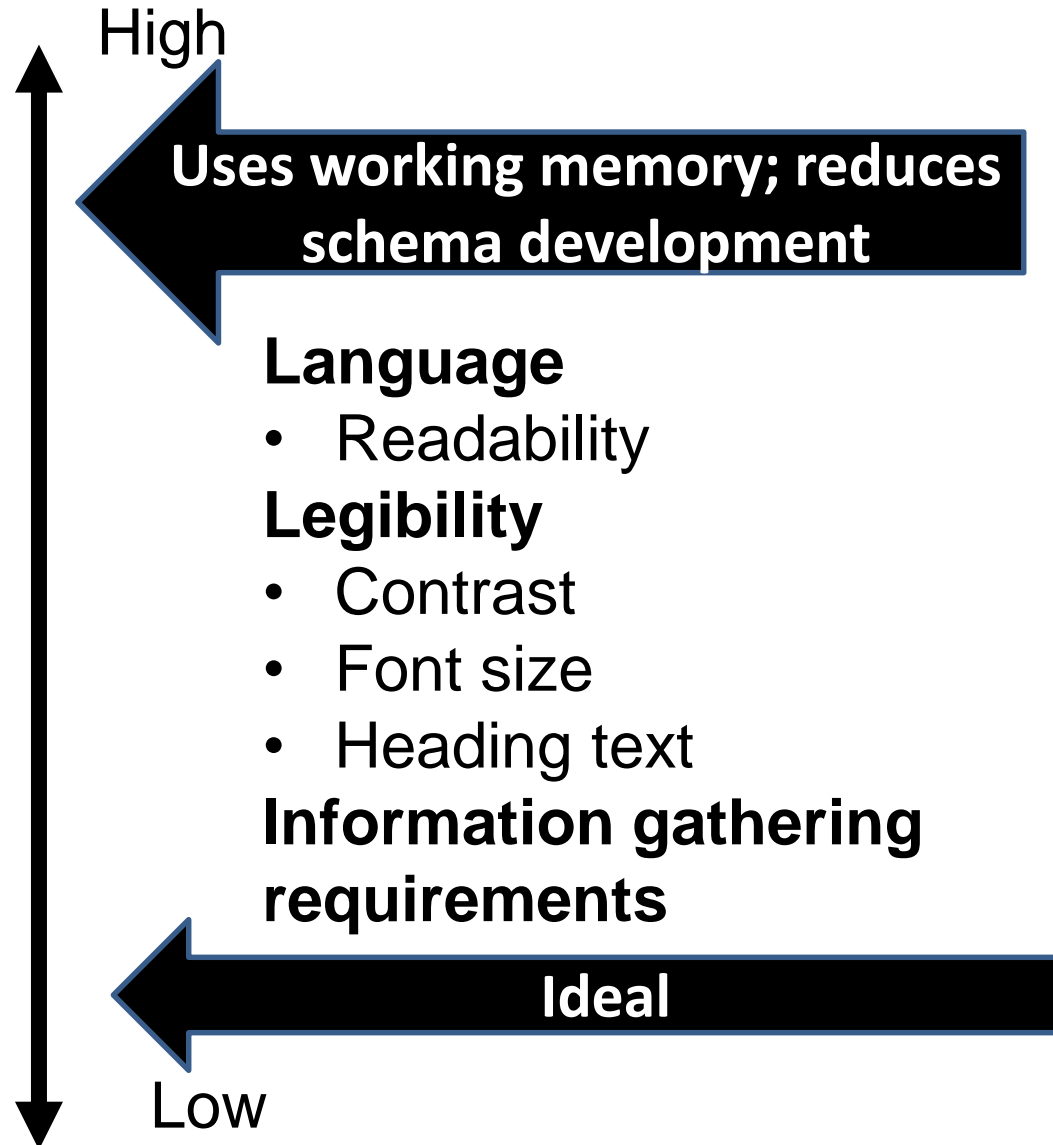 High
Uses working memory; reduces
schema development
Language
• Readability
Legibility
• Contrast
• Font size
• Heading text
Information gathering
requirements
Ideal
Low